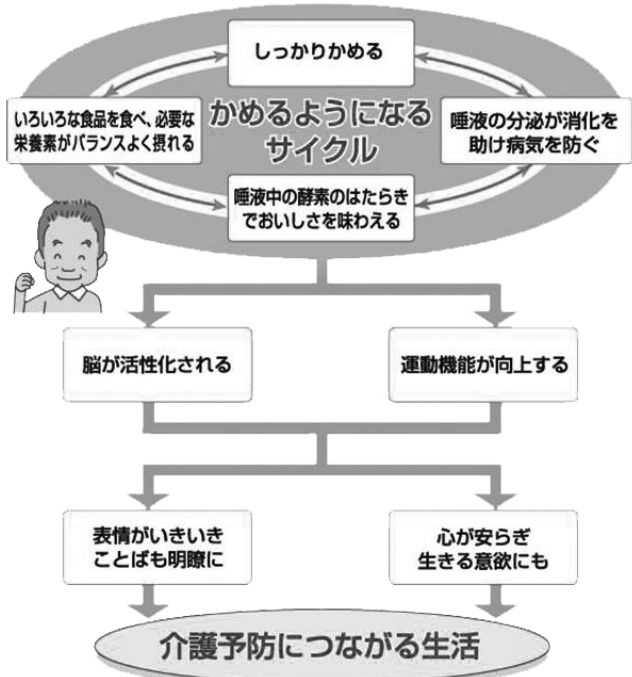 しっかりかめる
いろいろな食品を食べ、必要な
栄養素がバランスよく摂れる
かめるようになる
サイクル
唾液の分泌が消化を
助け病気を防ぐ
唾液中の酵素のはたらき
でおいしさを味わえる
脳が活性化される
運動機能が向上する
表情がいきいき
ことばも明瞭に
心が安らぎ
生きる意欲にも
介護予防につながる生活